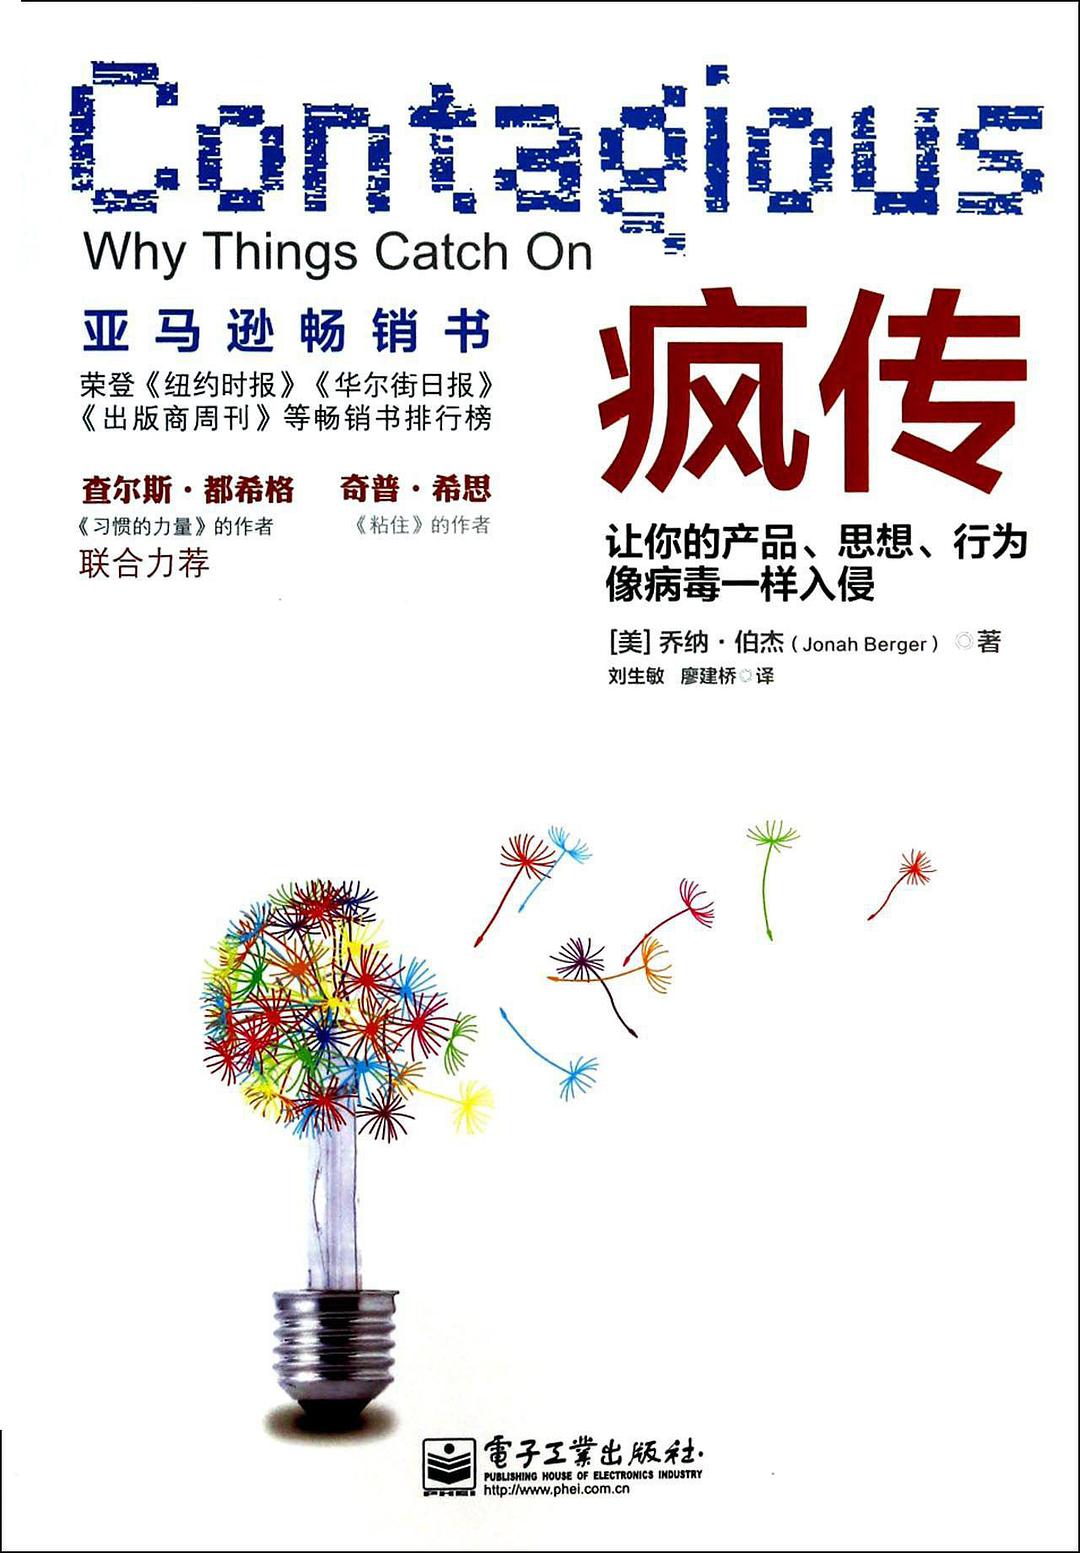 Contagious
Why Things Catch On
亚马逊畅销书
荣登《纽约时报》《华尔街日报》
《出版商周刊》等畅销书排行榜
查尔斯·都希格 奇普·希思
《习惯的力量》的作者 《粘住》的作者
联合力荐
疯传
让你的产品、思想、行为
像病毒一样入侵
[美] 乔纳·伯杰（Jonah Berger） ◎著
刘生敏 廖建桥◎译
電子工業出版社·
PUBLISHING HOUSE OF ELECTRONICS INDUSTRY
http://www.phei.com.cn
PHEI